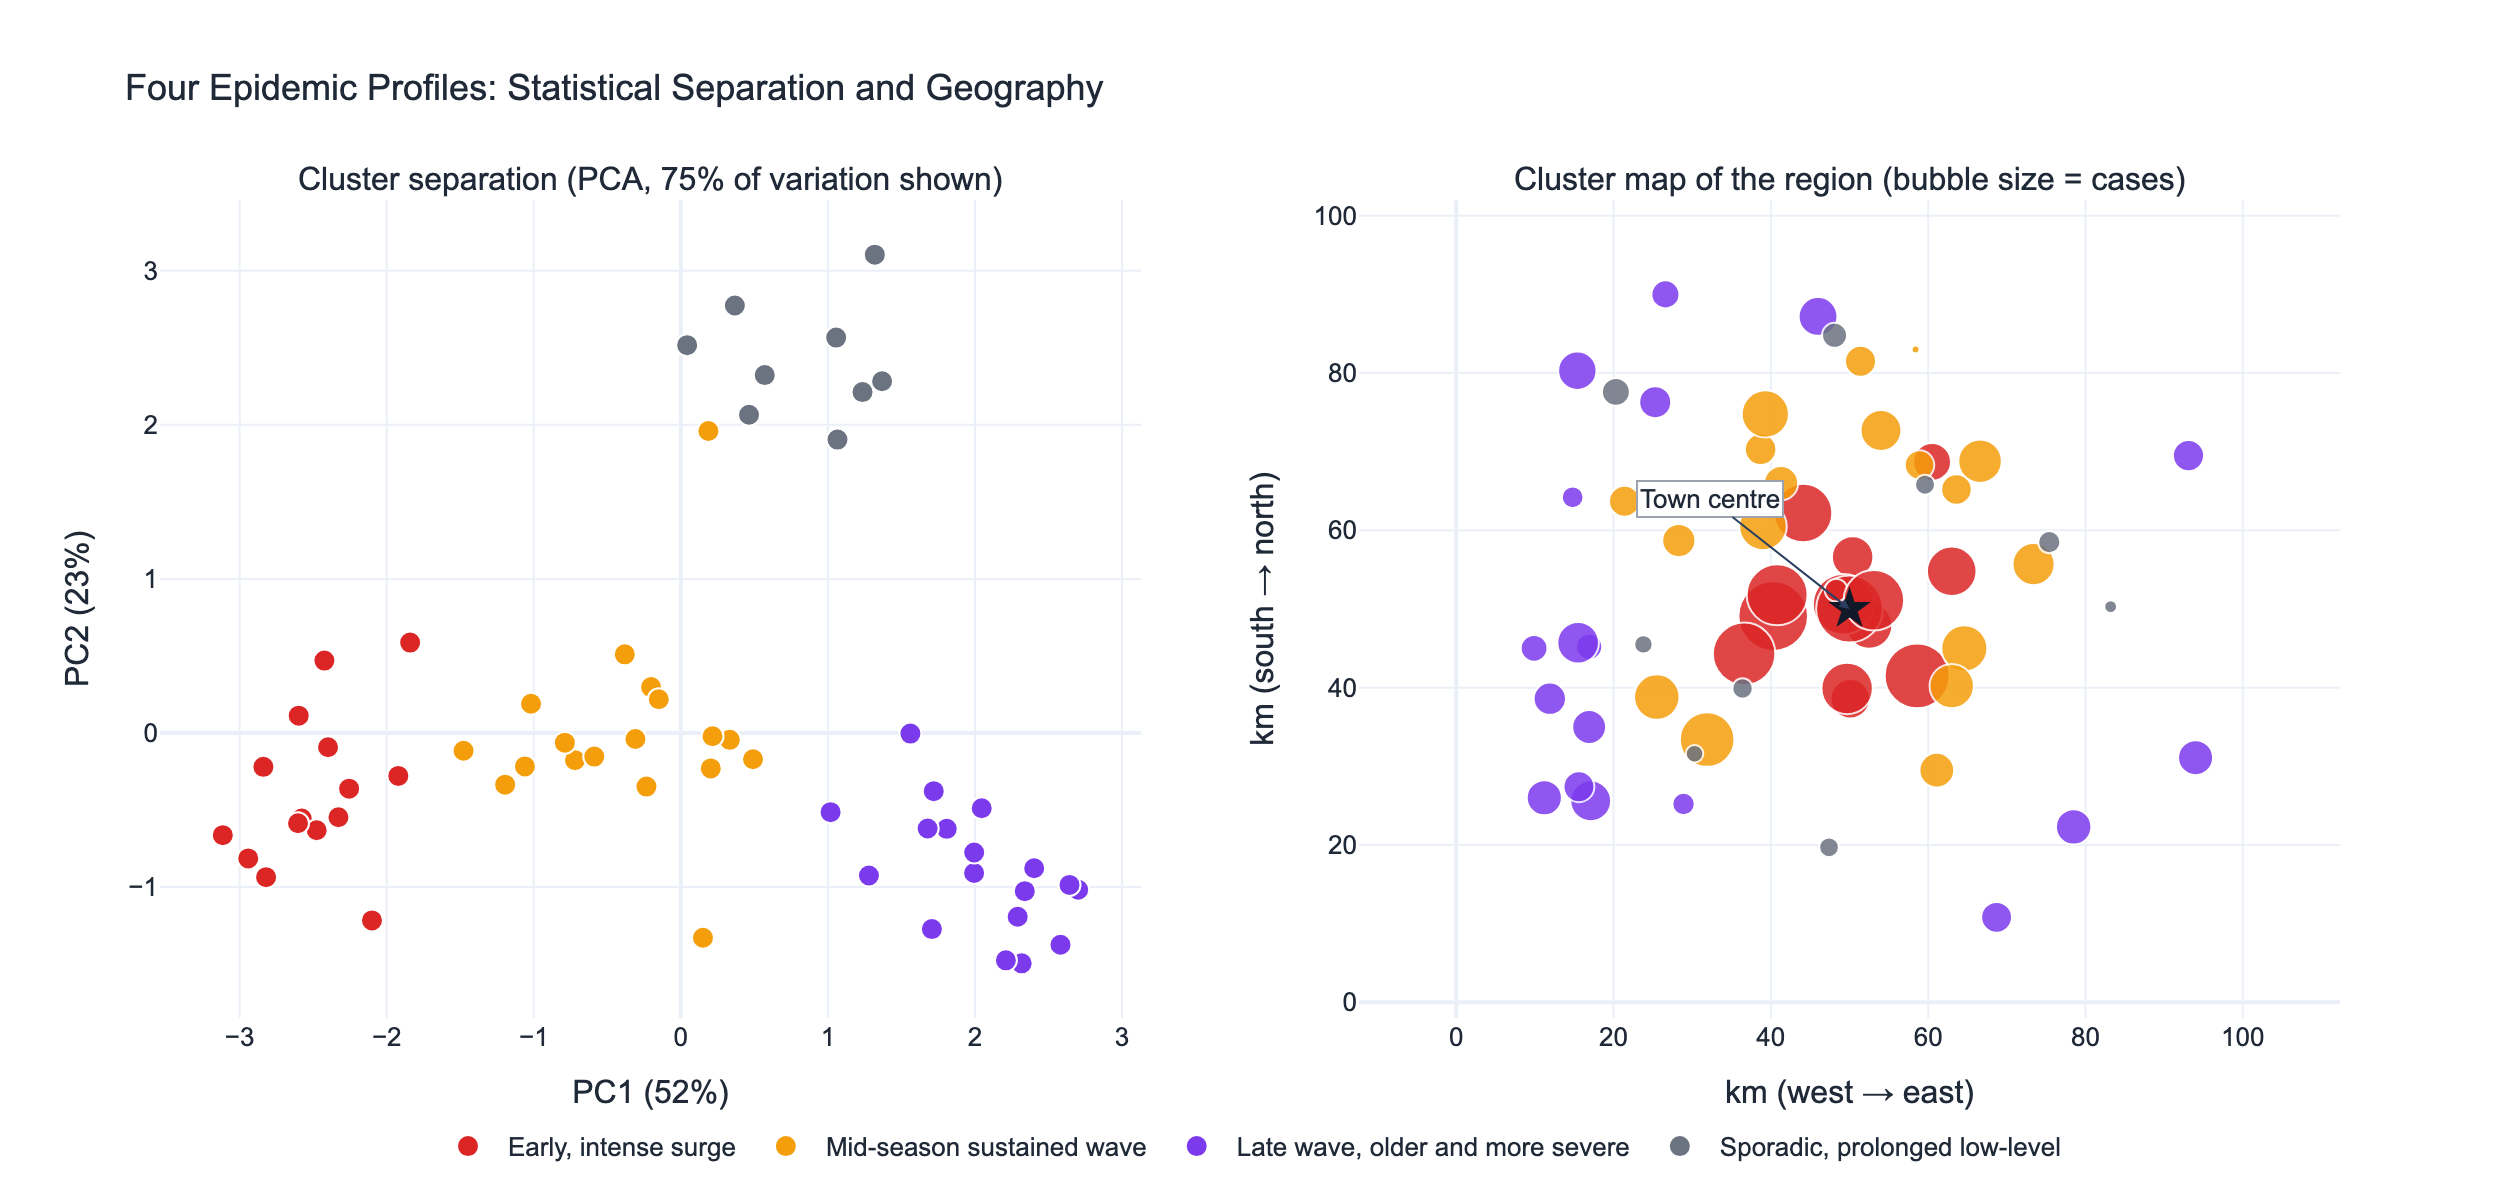 Four Epidemic Profiles: Statistical Separation and Geography
Cluster separation (PCA, 75% of variation shown)
3
2
1
0
−1
PC2 (23%)
−3
−2
−1
0
1
2
3
PC1 (52%)
Cluster map of the region (bubble size = cases)
100
80
60
40
20
0
km (south → north)
Town centre
0
20
40
60
80
100
km (west → east)
Early, intense surge
Mid-season sustained wave
Late wave, older and more severe
Sporadic, prolonged low-level